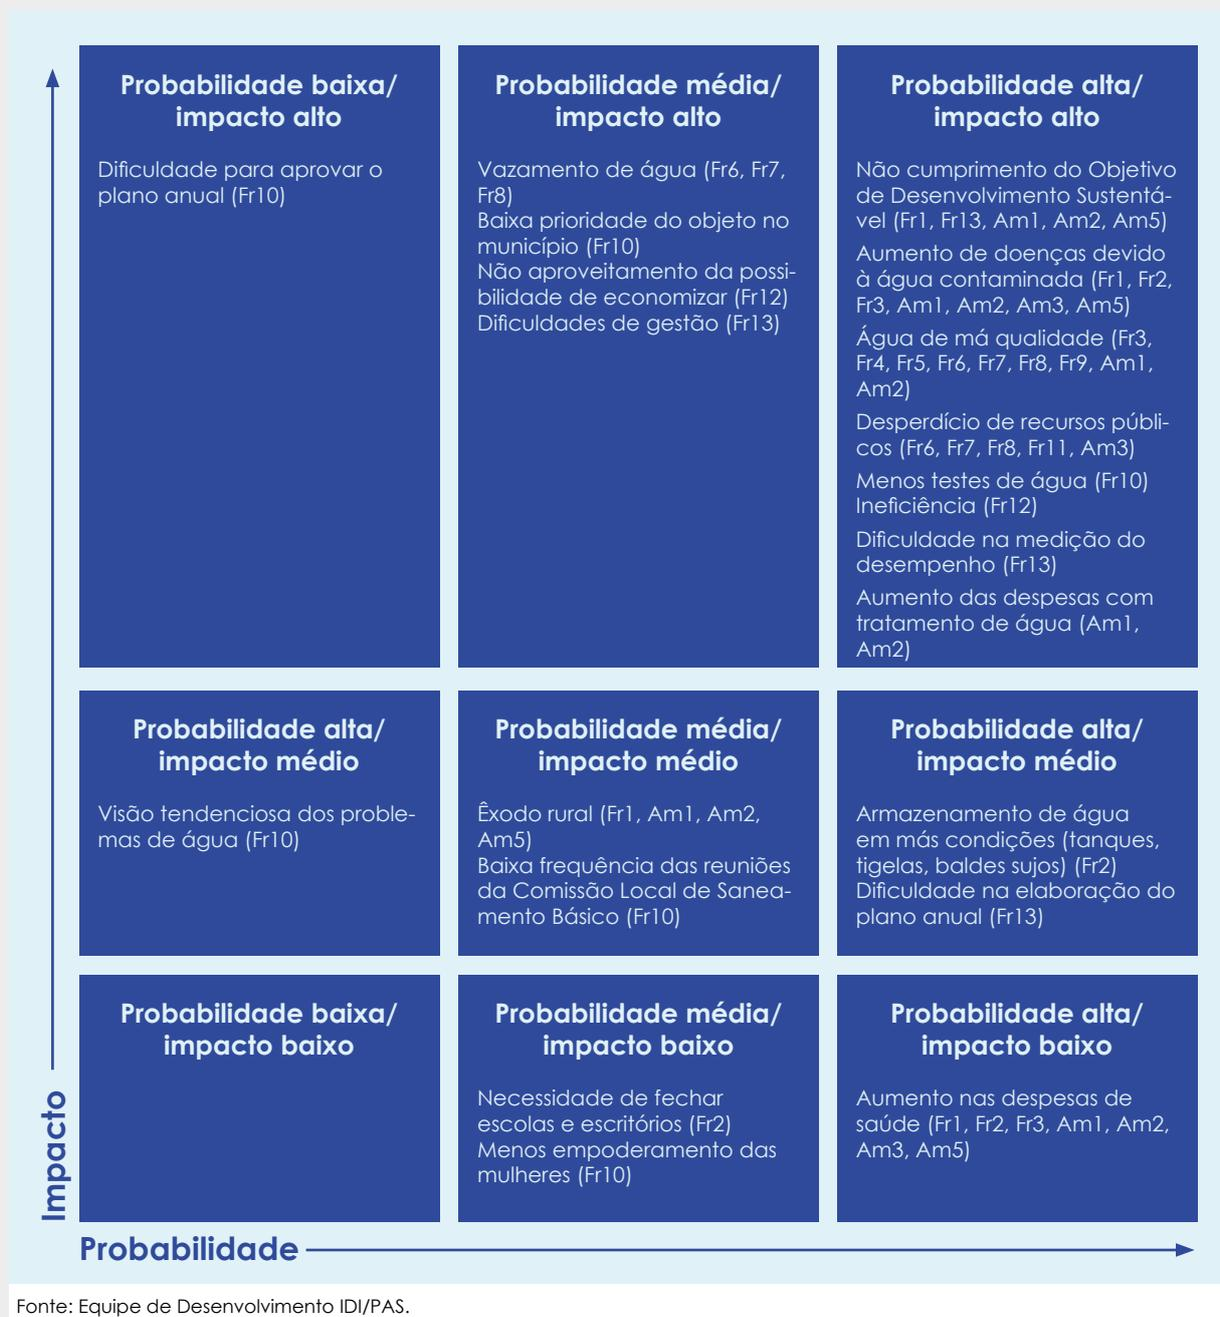 Probabilidade baixa/
impacto alto
Dificuldade para aprovar o
plano anual (Fr10)
Probabilidade média/
impacto alto
Vazamento de água (Fr6, Fr7,
Fr8)
Baixa prioridade do objeto no
município (Fr10)
Não aproveitamento da possi-
bilidade de economizar (Fr12)
Dificuldades de gestão (Fr13)
Probabilidade alta/
impacto alto
Não cumprimento do Objetivo
de Desenvolvimento Sustentá-
vel (Fr1, Fr13, Am1, Am2, Am5)
Aumento de doenças devido
à água contaminada (Fr1, Fr2,
Fr3, Am1, Am2, Am3, Am5)
Água de má qualidade (Fr3,
Fr4, Fr5, Fr6, Fr7, Fr8, Fr9, Am1,
Am2)
Desperdício de recursos públi-
cos (Fr6, Fr7, Fr8, Fr11, Am3)
Menos testes de água (Fr10)
Ineficiência (Fr12)
Dificuldade na medição do
desempenho (Fr13)
Aumento das despesas com
tratamento de água (Am1,
Am2)
Probabilidade alta/
impacto médio
Visão tendenciosa dos proble-
mas de água (Fr10)
Probabilidade média/
impacto médio
Êxodo rural (Fr1, Am1, Am2,
Am5)
Baixa frequência das reuniões
da Comissão Local de Sanea-
mento Básico (Fr10)
Probabilidade alta/
impacto médio
Armazenamento de água
em más condições (tanques,
tigelas, baldes sujos) (Fr2)
Dificuldade na elaboração do
plano anual (Fr13)
Probabilidade baixa/
impacto baixo
Probabilidade média/
impacto baixo
Necessidade de fechar
escolas e escritórios (Fr2)
Menos empoderamento das
mulheres (Fr10)
Probabilidade alta/
impacto baixo
Aumento nas despesas de
saúde (Fr1, Fr2, Fr3, Am1, Am2,
Am3, Am5)
Impacto
Probabilidade
Fonte: Equipe de Desenvolvimento IDI/PAS.